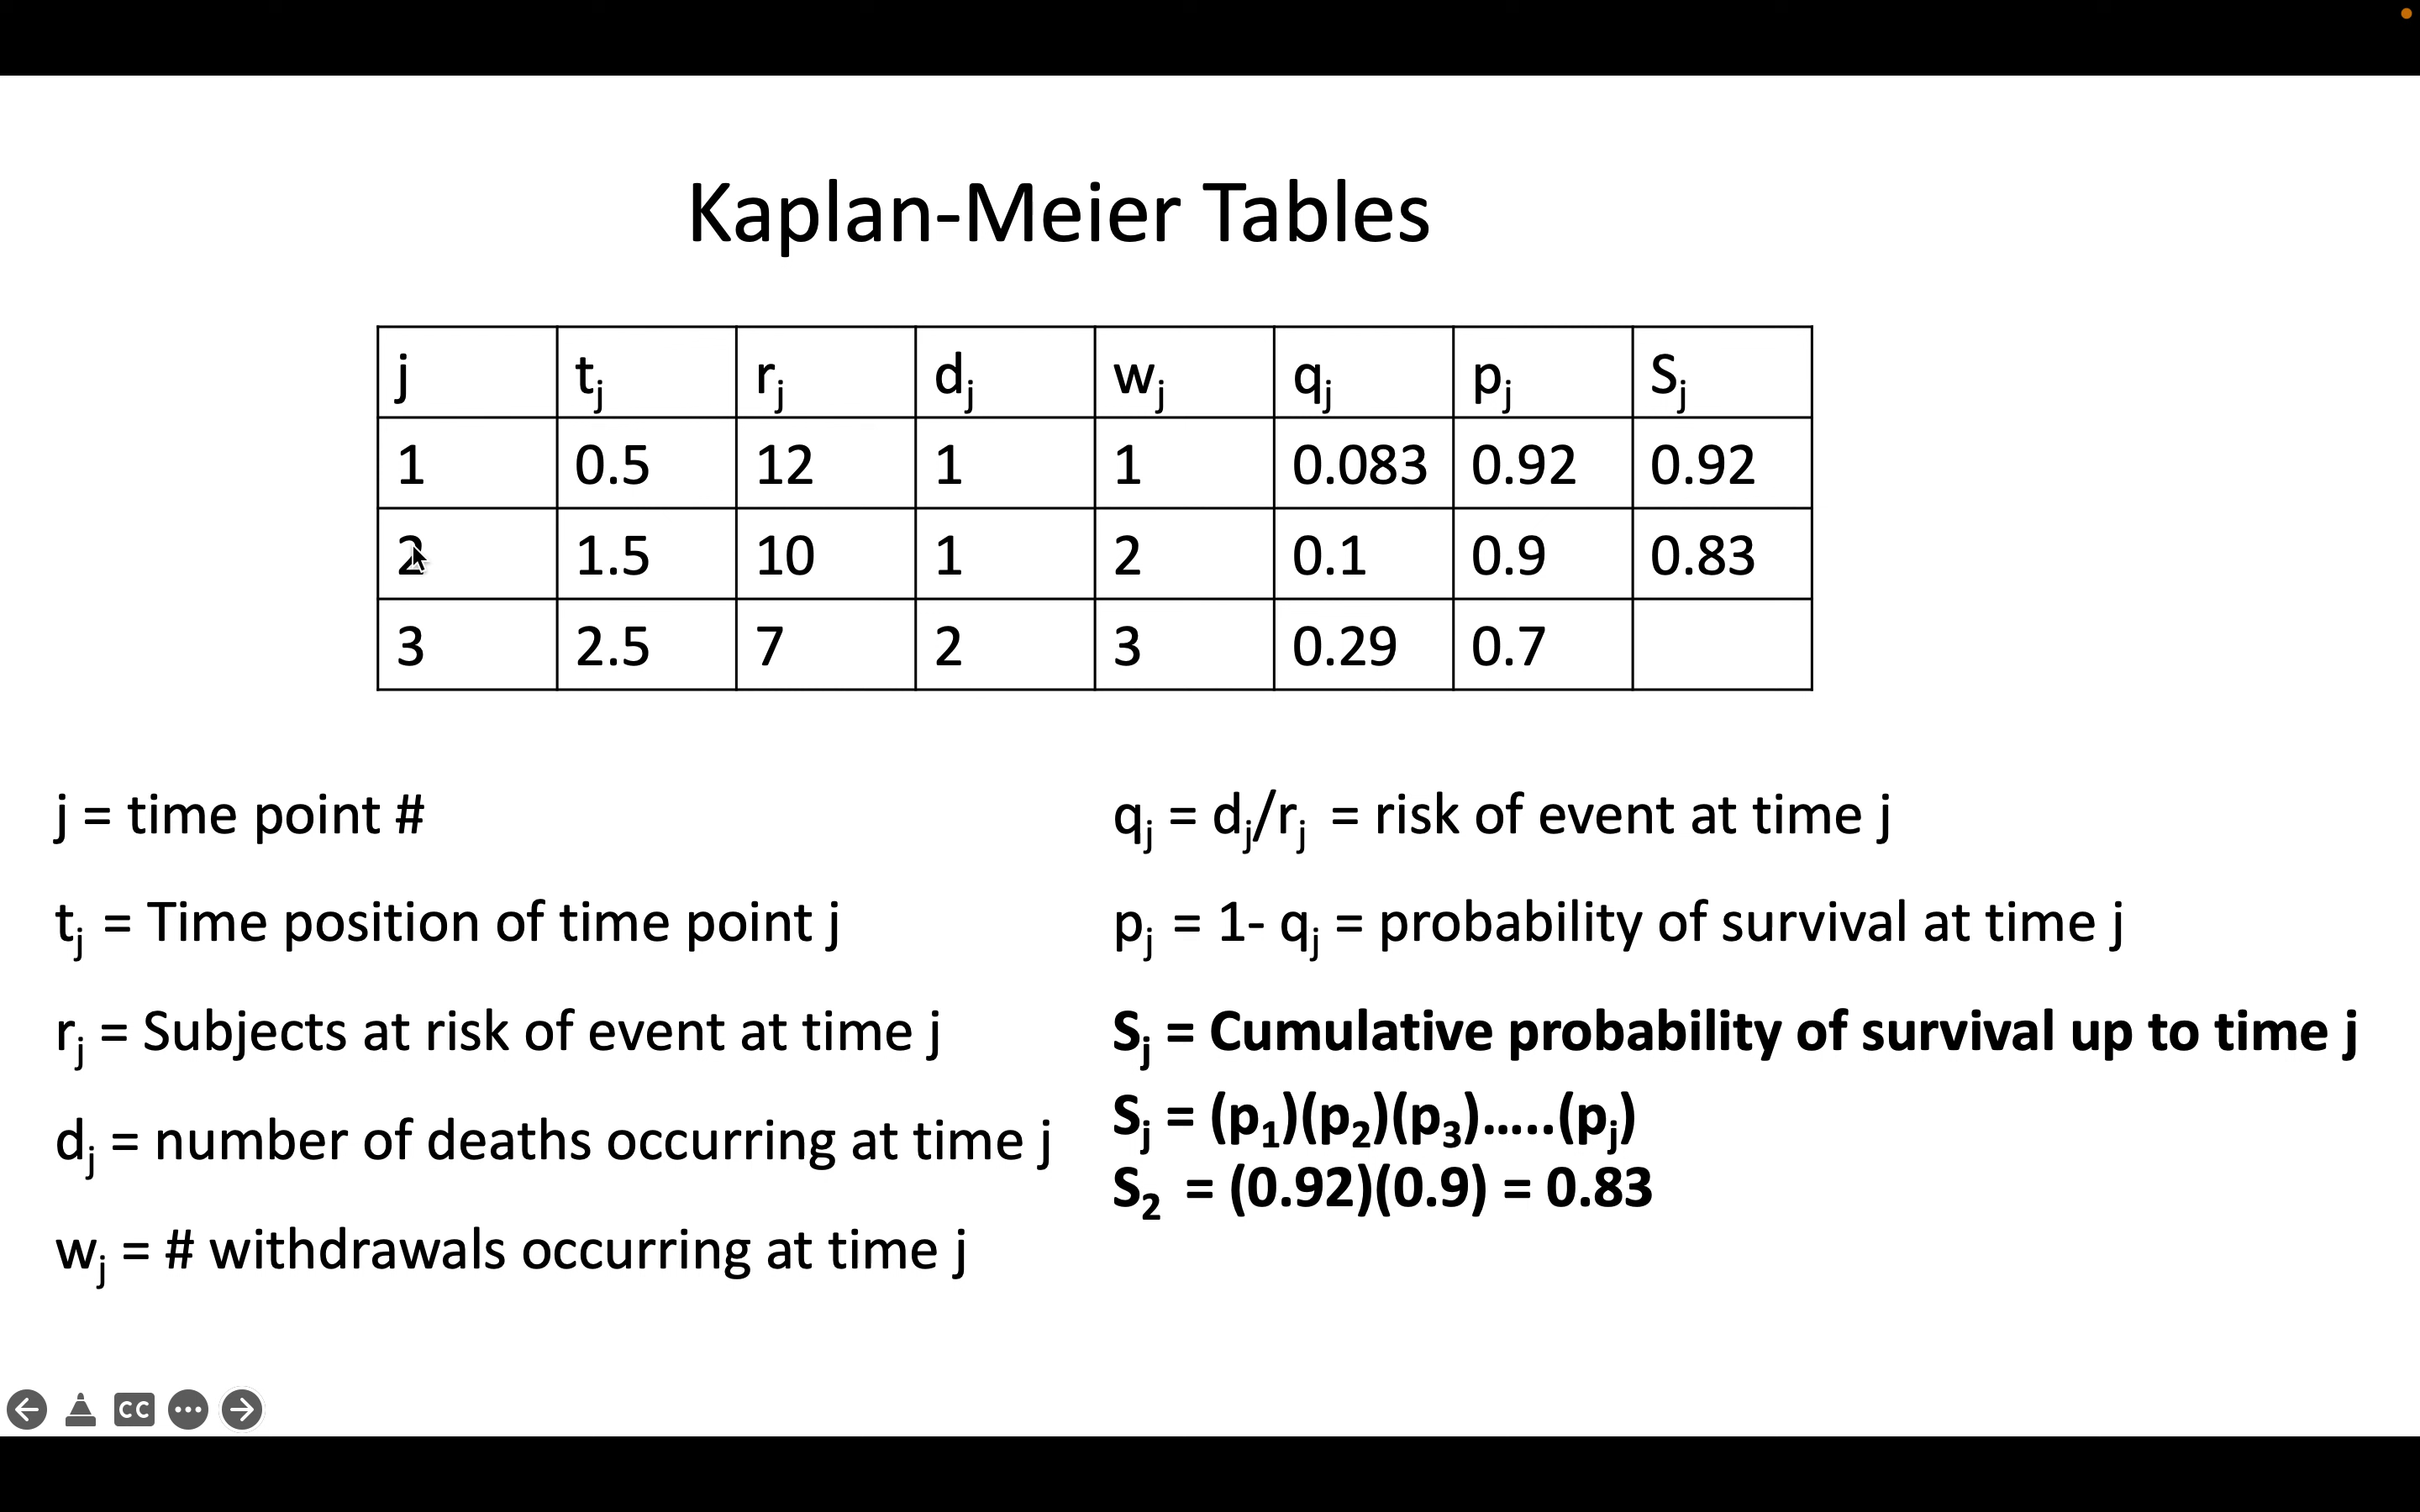 Kaplan-Meier Tables
j tj rj dj wj qj pj Sj
1 0.5 12 1 1 0.083 0.92 0.92
2 1.5 10 1 2 0.1 0.9 0.83
3 2.5 7 2 3 0.29 0.7
j = time point #
tj = Time position of time point j
rj = Subjects at risk of event at time j
dj = number of deaths occurring at time j
wj = # withdrawals occurring at time j
qj = dj/rj = risk of event at time j
pj = 1- qj = probability of survival at time j
Sj = Cumulative probability of survival up to time j
Sj = (p1)(p2)(p3).....(pj)
S2 = (0.92)(0.9) = 0.83
CC